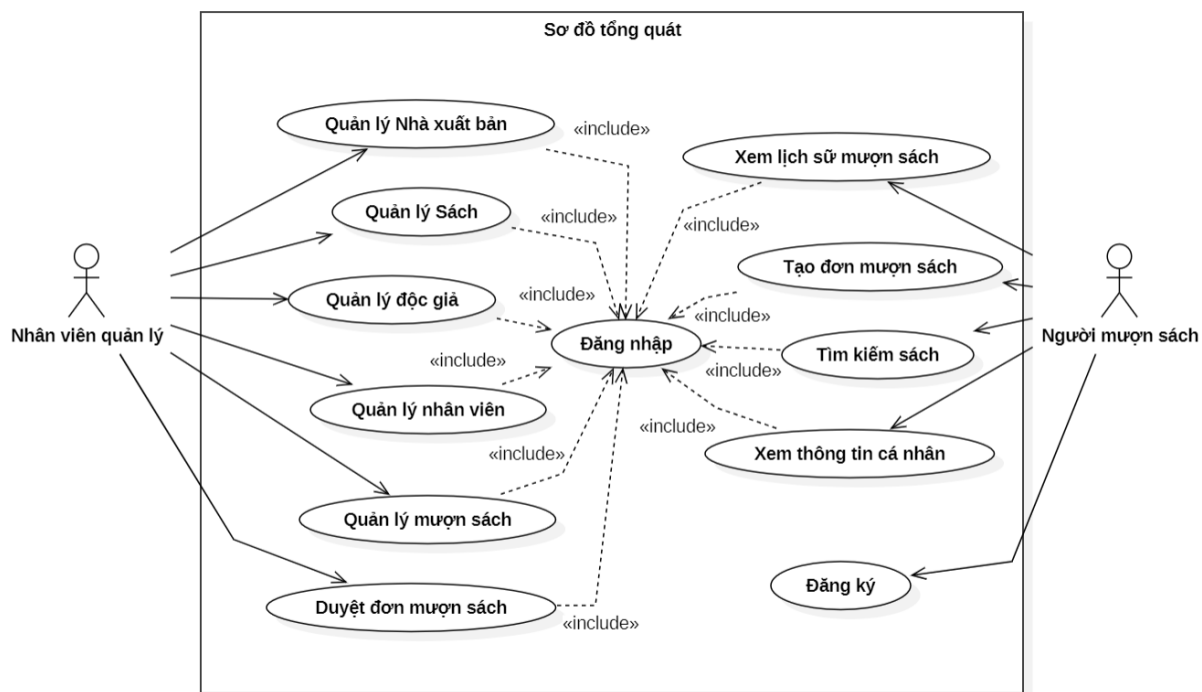 Sơ đồ tổng quát
Quản lý Nhà xuất bản
«include»
Xem lịch sử mượn sách
Quản lý Sách
«include»
«include»
Tạo đơn mượn sách
Quản lý độc giả
«include»
«include»
Nhân viên quản lý
Đăng nhập
Tìm kiếm sách
Người mượn sách
«include»
«include»
Quản lý nhân viên
«include»
Xem thông tin cá nhân
«include»
Quản lý mượn sách
Đăng ký
Duyệt đơn mượn sách
«include»